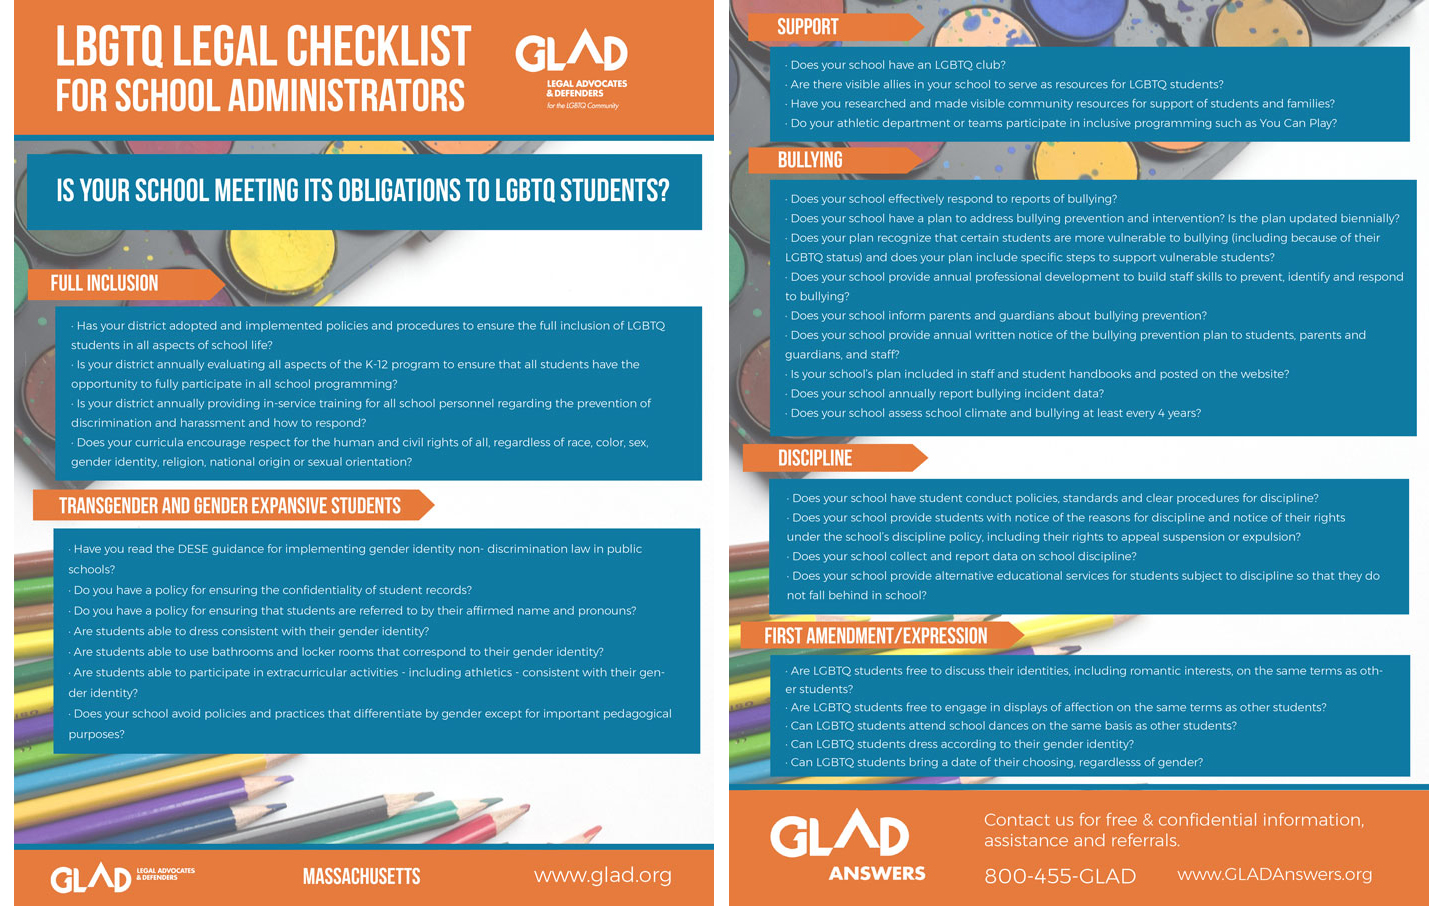 LBGTQ LEGAL CHECKLIST
FOR SCHOOL ADMINISTRATORS
GLAD
LEGAL ADVOCATES
& DEFENDERS
for the LGBTQ Community
IS YOUR SCHOOL MEETING ITS OBLIGATIONS TO LGBTQ STUDENTS?
FULL INCLUSION
· Has your district adopted and implemented policies and procedures to ensure the full inclusion of LGBTQ
students in all aspects of school life?
· Is your district annually evaluating all aspects of the K-12 program to ensure that all students have the
opportunity to fully participate in all school programming?
· Is your district annually providing in-service training for all school personnel regarding the prevention of
discrimination and harassment and how to respond?
· Does your curricula encourage respect for the human and civil rights of all, regardless of race, color, sex,
gender identity, religion, national origin or sexual orientation?
TRANSGENDER AND GENDER EXPANSIVE STUDENTS
· Have you read the DESE guidance for implementing gender identity non- discrimination law in public
schools?
· Do you have a policy for ensuring the confidentiality of student records?
· Do you have a policy for ensuring that students are referred to by their affirmed name and pronouns?
· Are students able to dress consistent with their gender identity?
· Are students able to use bathrooms and locker rooms that correspond to their gender identity?
· Are students able to participate in extracurricular activities - including athletics - consistent with their gen-
der identity?
· Does your school avoid policies and practices that differentiate by gender except for important pedagogical
purposes?
GLAD
LEGAL ADVOCATES
& DEFENDERS
MASSACHUSETTS
www.glad.org
SUPPORT
· Does your school have an LGBTQ club?
· Are there visible allies in your school to serve as resources for LGBTQ students?
· Have you researched and made visible community resources for support of students and families?
· Do your athletic department or teams participate in inclusive programming such as You Can Play?
BULLYING
· Does your school effectively respond to reports of bullying?
· Does your school have a plan to address bullying prevention and intervention? Is the plan updated biennially?
· Does your plan recognize that certain students are more vulnerable to bullying (including because of their
LGBTQ status) and does your plan include specific steps to support vulnerable students?
· Does your school provide annual professional development to build staff skills to prevent, identify and respond
to bullying?
· Does your school inform parents and guardians about bullying prevention?
· Does your school provide annual written notice of the bullying prevention plan to students, parents and
guardians, and staff?
· Is your school's plan included in staff and student handbooks and posted on the website?
· Does your school annually report bullying incident data?
· Does your school assess school climate and bullying at least every 4 years?
DISCIPLINE
· Does your school have student conduct policies, standards and clear procedures for discipline?
· Does your school provide students with notice of the reasons for discipline and notice of their rights
under the school's discipline policy, including their rights to appeal suspension or expulsion?
· Does your school collect and report data on school discipline?
· Does your school provide alternative educational services for students subject to discipline so that they do
not fall behind in school?
FIRST AMENDMENT/EXPRESSION
· Are LGBTQ students free to discuss their identities, including romantic interests, on the same terms as oth-
er students?
· Are LGBTQ students free to engage in displays of affection on the same terms as other students?
· Can LGBTQ students attend school dances on the same basis as other students?
· Can LGBTQ students dress according to their gender identity?
· Can LGBTQ students bring a date of their choosing, regardlesss of gender?
GLAD
ANSWERS
Contact us for free & confidential information,
assistance and referrals.
800-455-GLAD
www.GLADAnswers.org